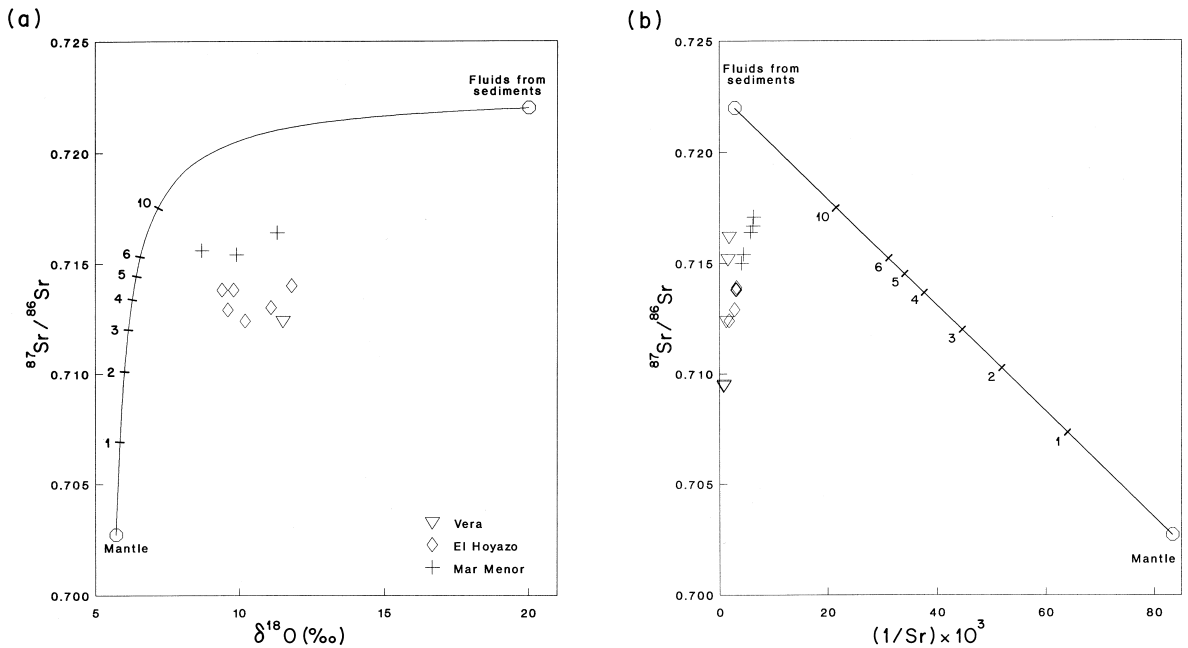 (a)
0.725
0.720
0.715
0.710
0.705
0.700
⁸⁷Sr/⁸⁶Sr
Fluids from
sediments
10
6
5
4
3
2
1
Mantle
Vera
El Hoyazo
Mar Menor
5
10
15
20
δ¹⁸O (‰)
(b)
0.725
0.720
0.715
0.710
0.705
0.700
⁸⁷Sr/⁸⁶Sr
Fluids from
sediments
10
6
5
4
3
2
1
Mantle
0
20
40
60
80
(1/Sr) × 10³